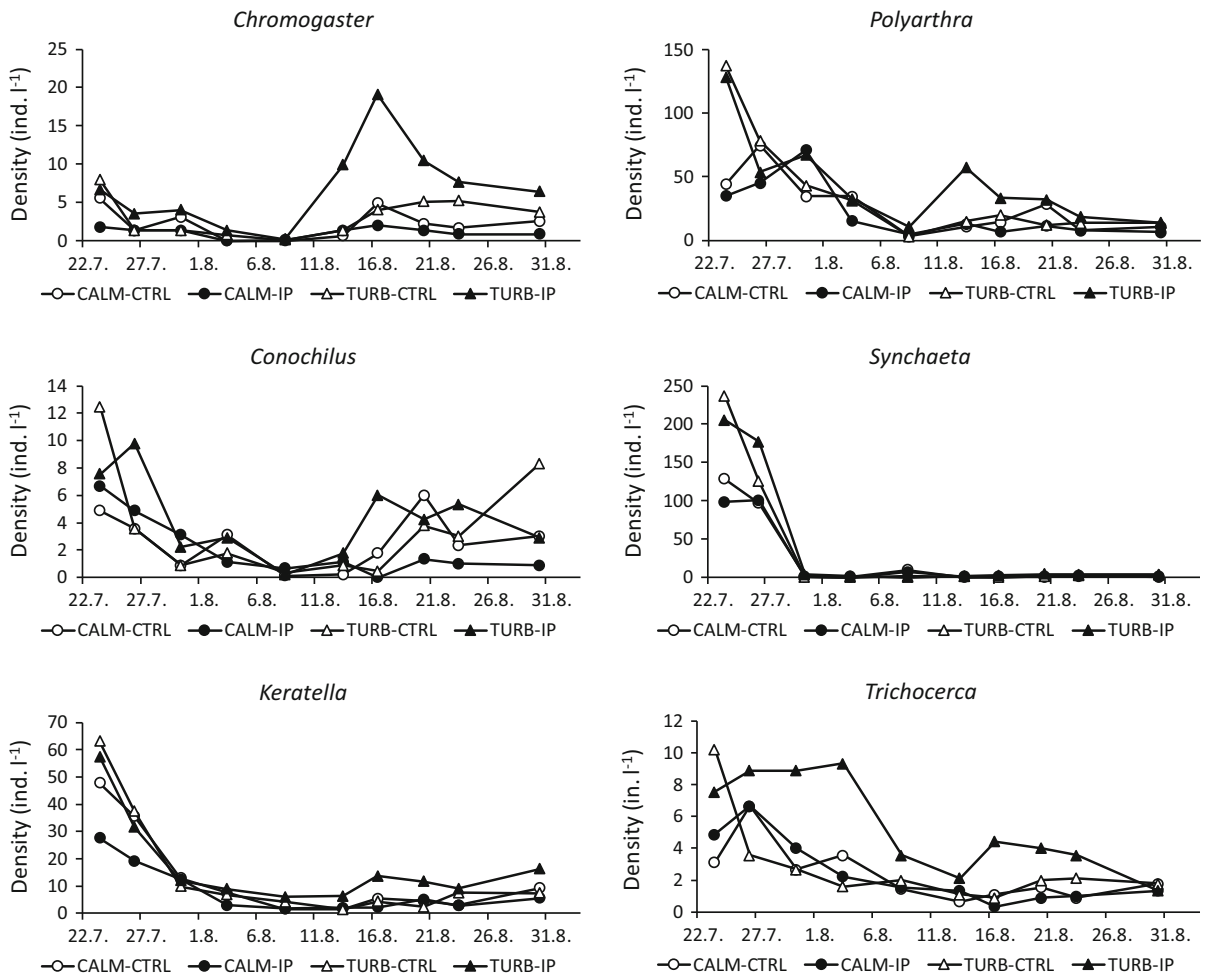 Chromogaster
Density (ind. l-1)
25
20
15
10
5
0
22.7. 27.7. 1.8. 6.8. 11.8. 16.8. 21.8. 26.8. 31.8.
CALM-CTRL CALM-IP TURB-CTRL TURB-IP
Polyarthra
Density (ind. l-1)
150
100
50
0
22.7. 27.7. 1.8. 6.8. 11.8. 16.8. 21.8. 26.8. 31.8.
CALM-CTRL CALM-IP TURB-CTRL TURB-IP
Conochilus
Density (ind. l-1)
14
12
10
8
6
4
2
0
22.7. 27.7. 1.8. 6.8. 11.8. 16.8. 21.8. 26.8. 31.8.
CALM-CTRL CALM-IP TURB-CTRL TURB-IP
Synchaeta
Density (ind. l-1)
250
200
150
100
50
0
22.7. 27.7. 1.8. 6.8. 11.8. 16.8. 21.8. 26.8. 31.8.
CALM-CTRL CALM-IP TURB-CTRL TURB-IP
Keratella
Density (ind. l-1)
70
60
50
40
30
20
10
0
22.7. 27.7. 1.8. 6.8. 11.8. 16.8. 21.8. 26.8. 31.8.
CALM-CTRL CALM-IP TURB-CTRL TURB-IP
Trichocerca
Density (in. l-1)
12
10
8
6
4
2
0
22.7. 27.7. 1.8. 6.8. 11.8. 16.8. 21.8. 26.8. 31.8.
CALM-CTRL CALM-IP TURB-CTRL TURB-IP